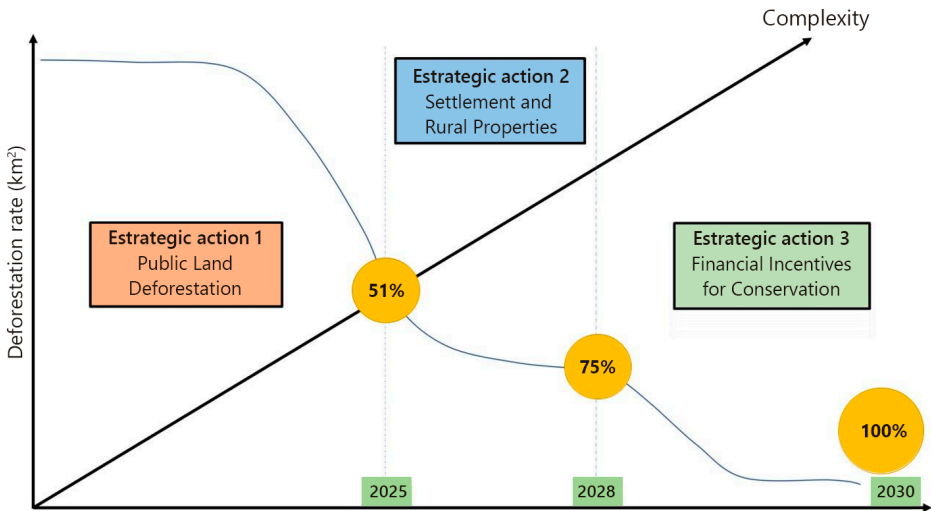 Complexity
Estrategic action 2
Settlement and
Rural Properties
Deforestation rate (km²)
Estrategic action 1
Public Land
Deforestation
Estrategic action 3
Financial Incentives
for Conservation
51%
75%
100%
2025
2028
2030